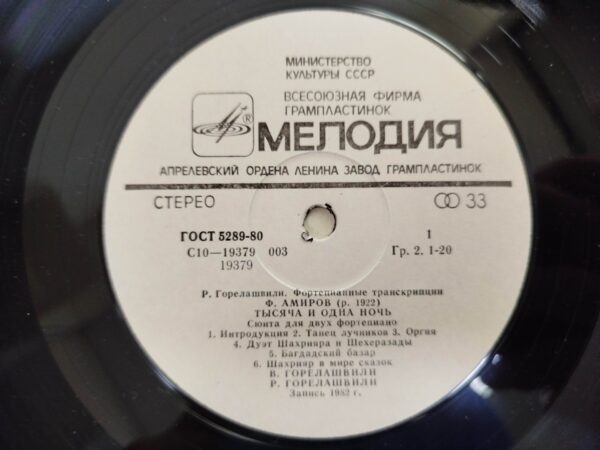 МИНИСТЕРСТВО
КУЛЬТУРЫ СССР
ВСЕСОЮЗНАЯ ФИРМА
ГРАМПЛАСТИНОК
® МЕЛОДИЯ
АПРЕЛЕВСКИЙ ОРДЕНА ЛЕНИНА ЗАВОД ГРАМПЛАСТИНОК
СТЕРЕО 33
ГОСТ 5289-80 1
С10—19379 003 Гр. 2. 1-20
19379
Р. Горелашвили. Фортепианные транскрипции
Ф. АМИРОВ (р. 1922)
ТЫСЯЧА И ОДНА НОЧЬ
Сюита для двух фортепиано
1. Интродукция 2. Танец лучников 3. Оргия
4. Дуэт Шахрияра и Шехеразады
5. Багдадский базар
6. Шахрияр в мире сказок
В. ГОРЕЛАШВИЛИ
Р. ГОРЕЛАШВИЛИ
Запись 1982 г.